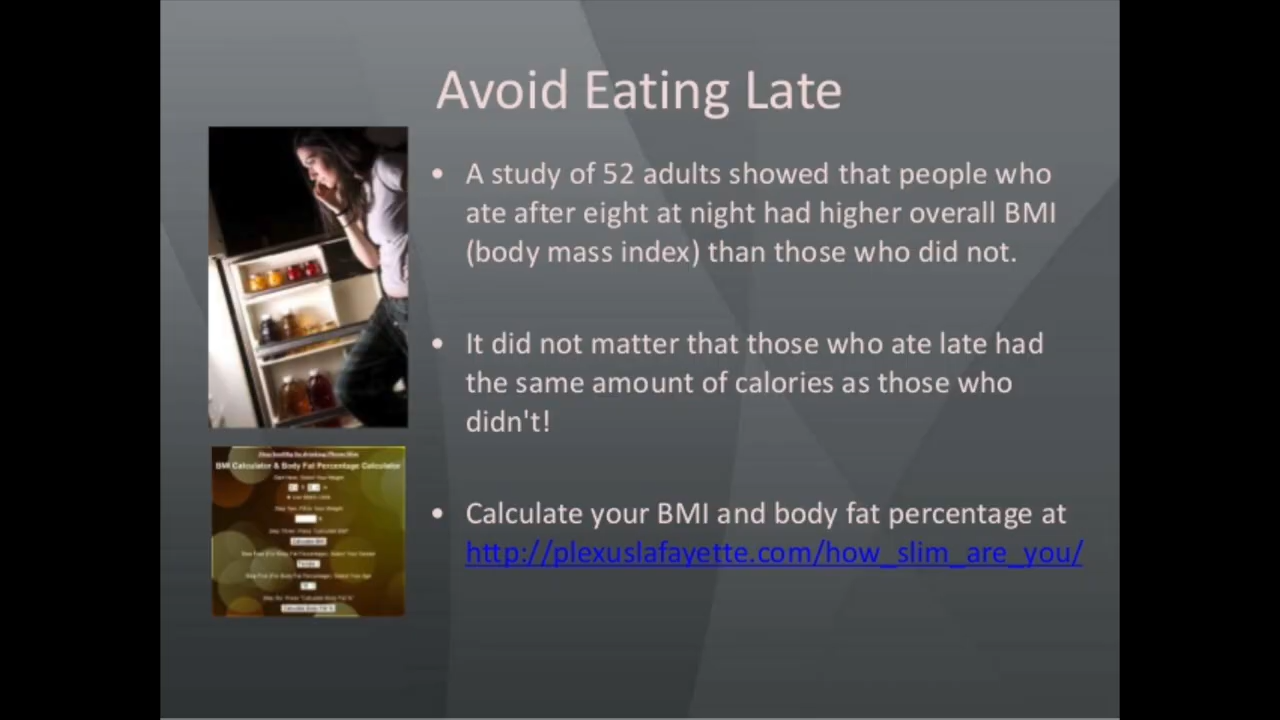 Avoid Eating Late
• A study of 52 adults showed that people who
ate after eight at night had higher overall BMI
(body mass index) than those who did not.
• It did not matter that those who ate late had
the same amount of calories as those who
didn't!
• Calculate your BMI and body fat percentage at
http://plexuslafayette.com/how_slim_are_you/
BMI Calculator & Body Fat Percentage Calculator